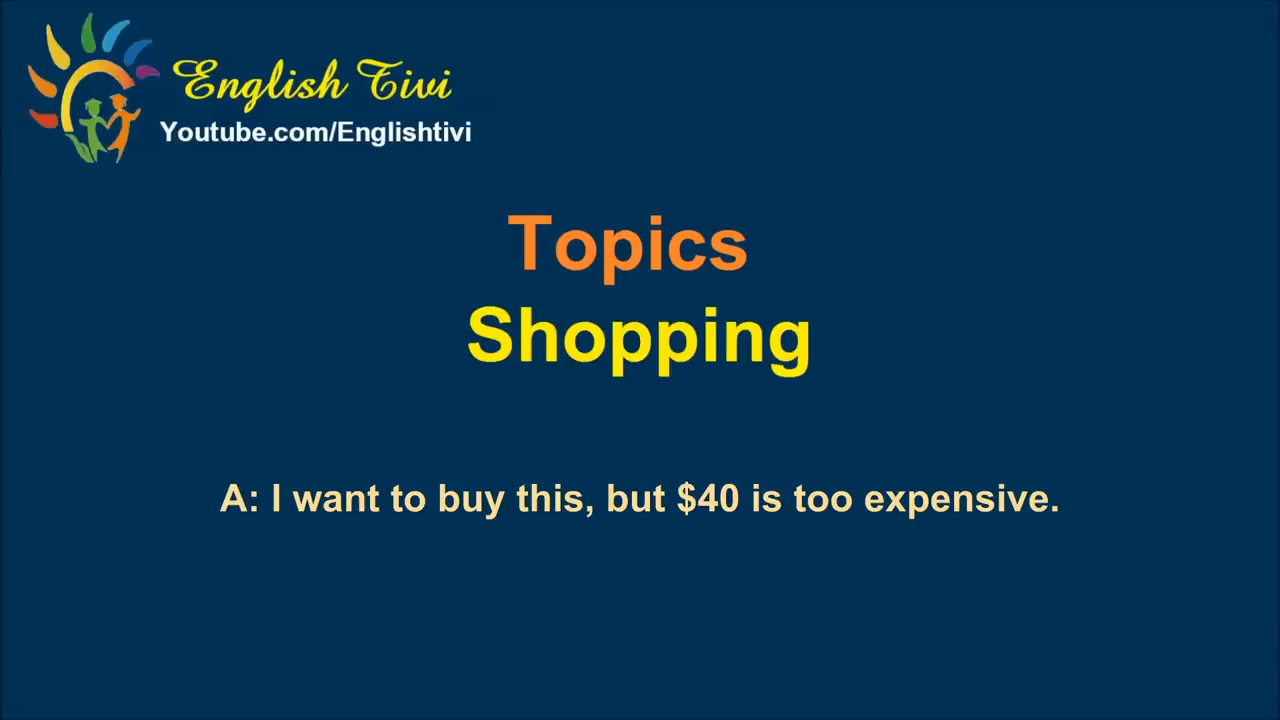 English Tivi
Youtube.com/Englishtivi
Topics
Shopping
A: I want to buy this, but $40 is too expensive.